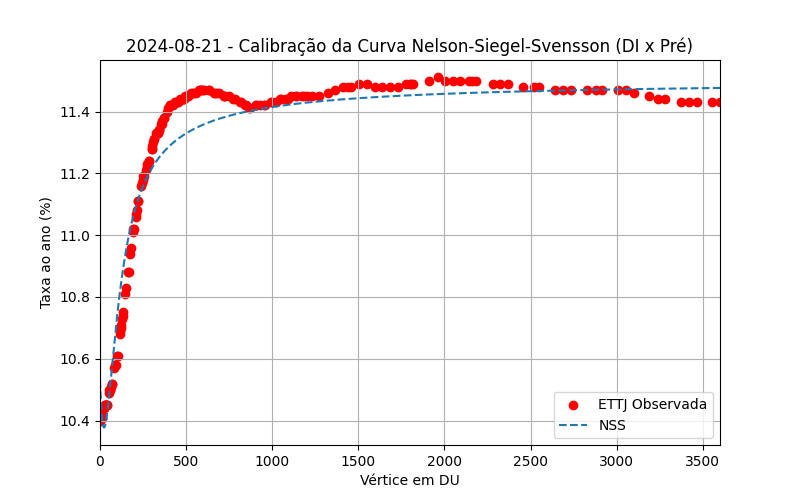 2024-08-21 - Calibração da Curva Nelson-Siegel-Svensson (DI x Pré)
Taxa ao ano (%)
11.4
11.2
11.0
10.8
10.6
10.4
ETTJ Observada
NSS
0 500 1000 1500 2000 2500 3000 3500
Vértice em DU